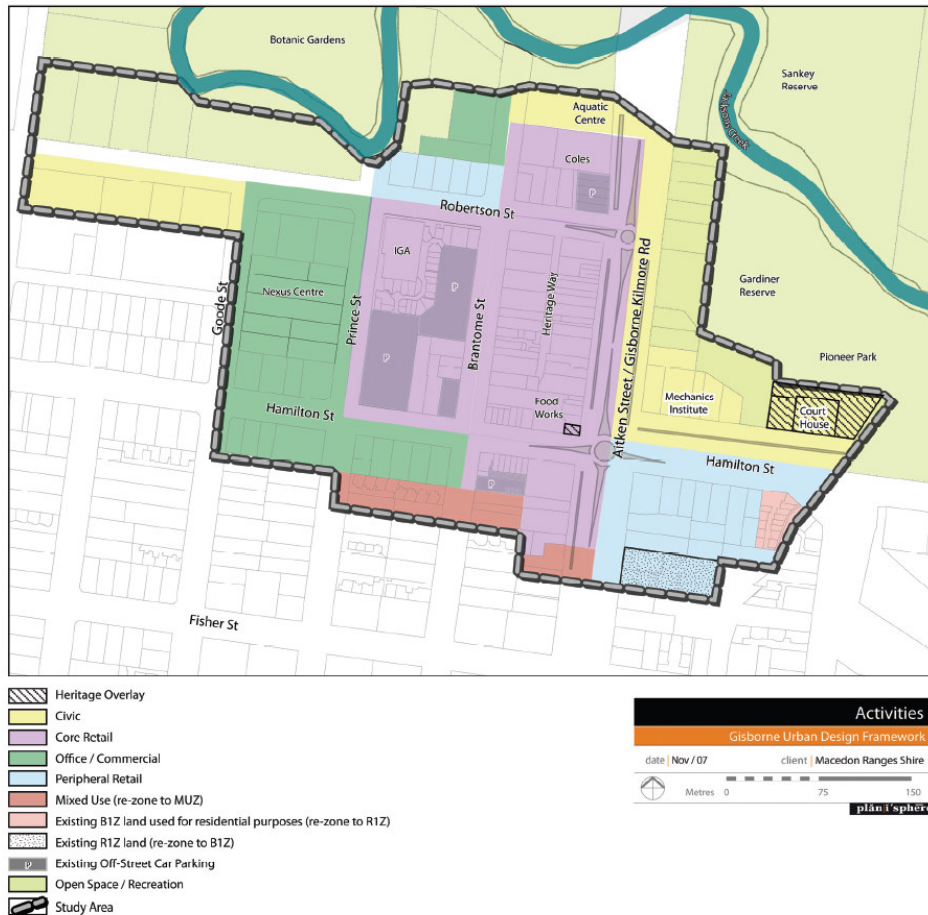 Botanic Gardens
Sankey
Reserve
Aquatic
Centre
Coles
P
Robertson St
IGA
P
P
Nexus Centre
Goode St
Prince St
Brantome St
Heritage Way
Aitken Street / Gisborne Kilmore Rd
Gardiner
Reserve
Pioneer Park
Mechanics
Institute
Court
House
Food
Works
Hamilton St
Hamilton St
P
Fisher St
Heritage Overlay
Civic
Core Retail
Office / Commercial
Peripheral Retail
Mixed Use (re-zone to MUZ)
Existing B1Z land used for residential purposes (re-zone to R1Z)
Existing R1Z land (re-zone to B1Z)
P Existing Off-Street Car Parking
Open Space / Recreation
Study Area
Activities
Gisborne Urban Design Framework
date | Nov / 07 client | Macedon Ranges Shire
Metres 0 75 150
plan i'sphere